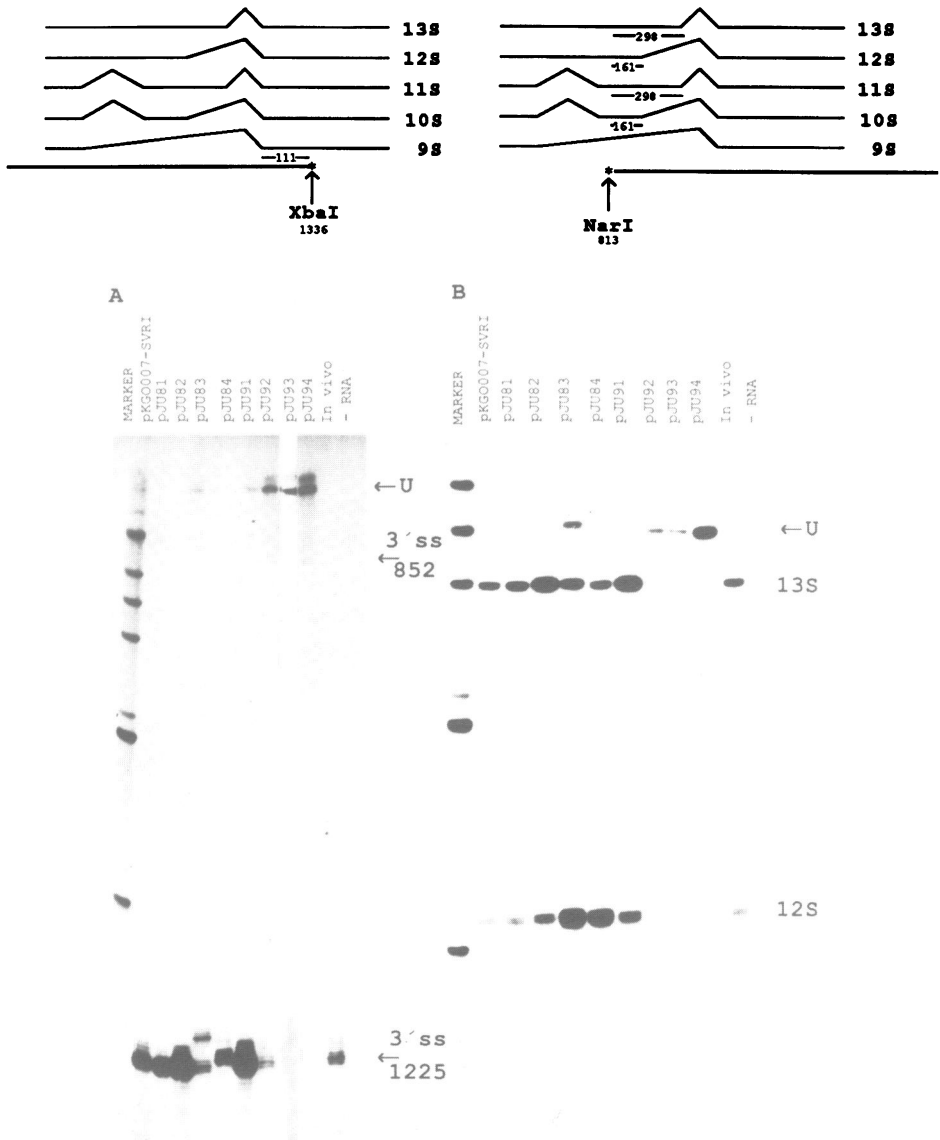 13S
12S
11S
10S
9S
111
*
XbaI
1336
13S
298
12S
161
11S
298
10S
161
9S
*
NarI
813
A
MARKER
pKGO007-SVRI
pJU81
pJU82
pJU83
pJU84
pJU91
pJU92
pJU93
pJU94
In vivo
- RNA
←U
3´ss
←
852
3´ss
←
1225
B
MARKER
pKGO007-SVRI
pJU81
pJU82
pJU83
pJU84
pJU91
pJU92
pJU93
pJU94
In vivo
- RNA
←U
13S
12S